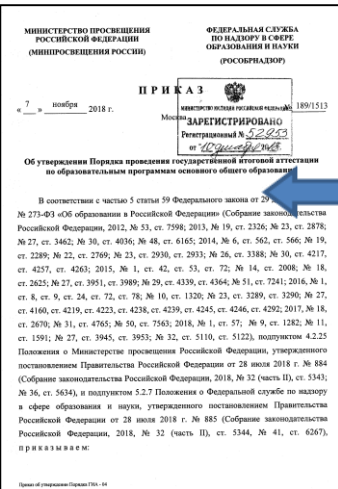 МИНИСТЕРСТВО ПРОСВЕЩЕНИЯ
РОССИЙСКОЙ ФЕДЕРАЦИИ
(МИНПРОСВЕЩЕНИЯ РОССИИ)
ФЕДЕРАЛЬНАЯ СЛУЖБА
ПО НАДЗОРУ В СФЕРЕ
ОБРАЗОВАНИЯ И НАУКИ
(РОСОБРНАДЗОР)
ПРИКАЗ
« 7 » ноября 2018 г.
Москва
№ 189/1513
МИНИСТЕРСТВО ЮСТИЦИИ РОССИЙСКОЙ ФЕДЕРАЦИИ
ЗАРЕГИСТРИРОВАНО
Регистрационный № 52953
от "10 декабря 2018.
Об утверждении Порядка проведения государственной итоговой аттестации
по образовательным программам основного общего образования
В соответствии с частью 5 статьи 59 Федерального закона от 29
№ 273-ФЗ «Об образовании в Российской Федерации» (Собрание законодательства
Российской Федерации, 2012, № 53, ст. 7598; 2013, № 19, ст. 2326; № 23, ст. 2878;
№ 27, ст. 3462; № 30, ст. 4036; № 48, ст. 6165; 2014, № 6, ст. 562, ст. 566; № 19,
ст. 2289; № 22, ст. 2769; № 23, ст. 2930, ст. 2933; № 26, ст. 3388; № 30, ст. 4217,
ст. 4257, ст. 4263; 2015, № 1, ст. 42, ст. 53, ст. 72; № 14, ст. 2008; № 18,
ст. 2625; № 27, ст. 3951, ст. 3989; № 29, ст. 4339, ст. 4364; № 51, ст. 7241; 2016, № 1,
ст. 8, ст. 9, ст. 24, ст. 72, ст. 78; № 10, ст. 1320; № 23, ст. 3289, ст. 3290; № 27,
ст. 4160, ст. 4219, ст. 4223, ст. 4238, ст. 4239, ст. 4245, ст. 4246, ст. 4292; 2017, № 18,
ст. 2670; № 31, ст. 4765; № 50, ст. 7563; 2018, № 1, ст. 57; № 9, ст. 1282; № 11,
ст. 1591; № 27, ст. 3945, ст. 3953; № 32, ст. 5110, ст. 5122), подпунктом 4.2.25
Положения о Министерстве просвещения Российской Федерации, утвержденного
постановлением Правительства Российской Федерации от 28 июля 2018 г. № 884
(Собрание законодательства Российской Федерации, 2018, № 32 (часть II), ст. 5343;
№ 36, ст. 5634), и подпунктом 5.2.7 Положения о Федеральной службе по надзору
в сфере образования и науки, утвержденного постановлением Правительства
Российской Федерации от 28 июля 2018 г. № 885 (Собрание законодательства
Российской Федерации, 2018, № 32 (часть II), ст. 5344, № 41, ст. 6267),
приказываем:
Приказ об утверждении Порядка ГИА - 04